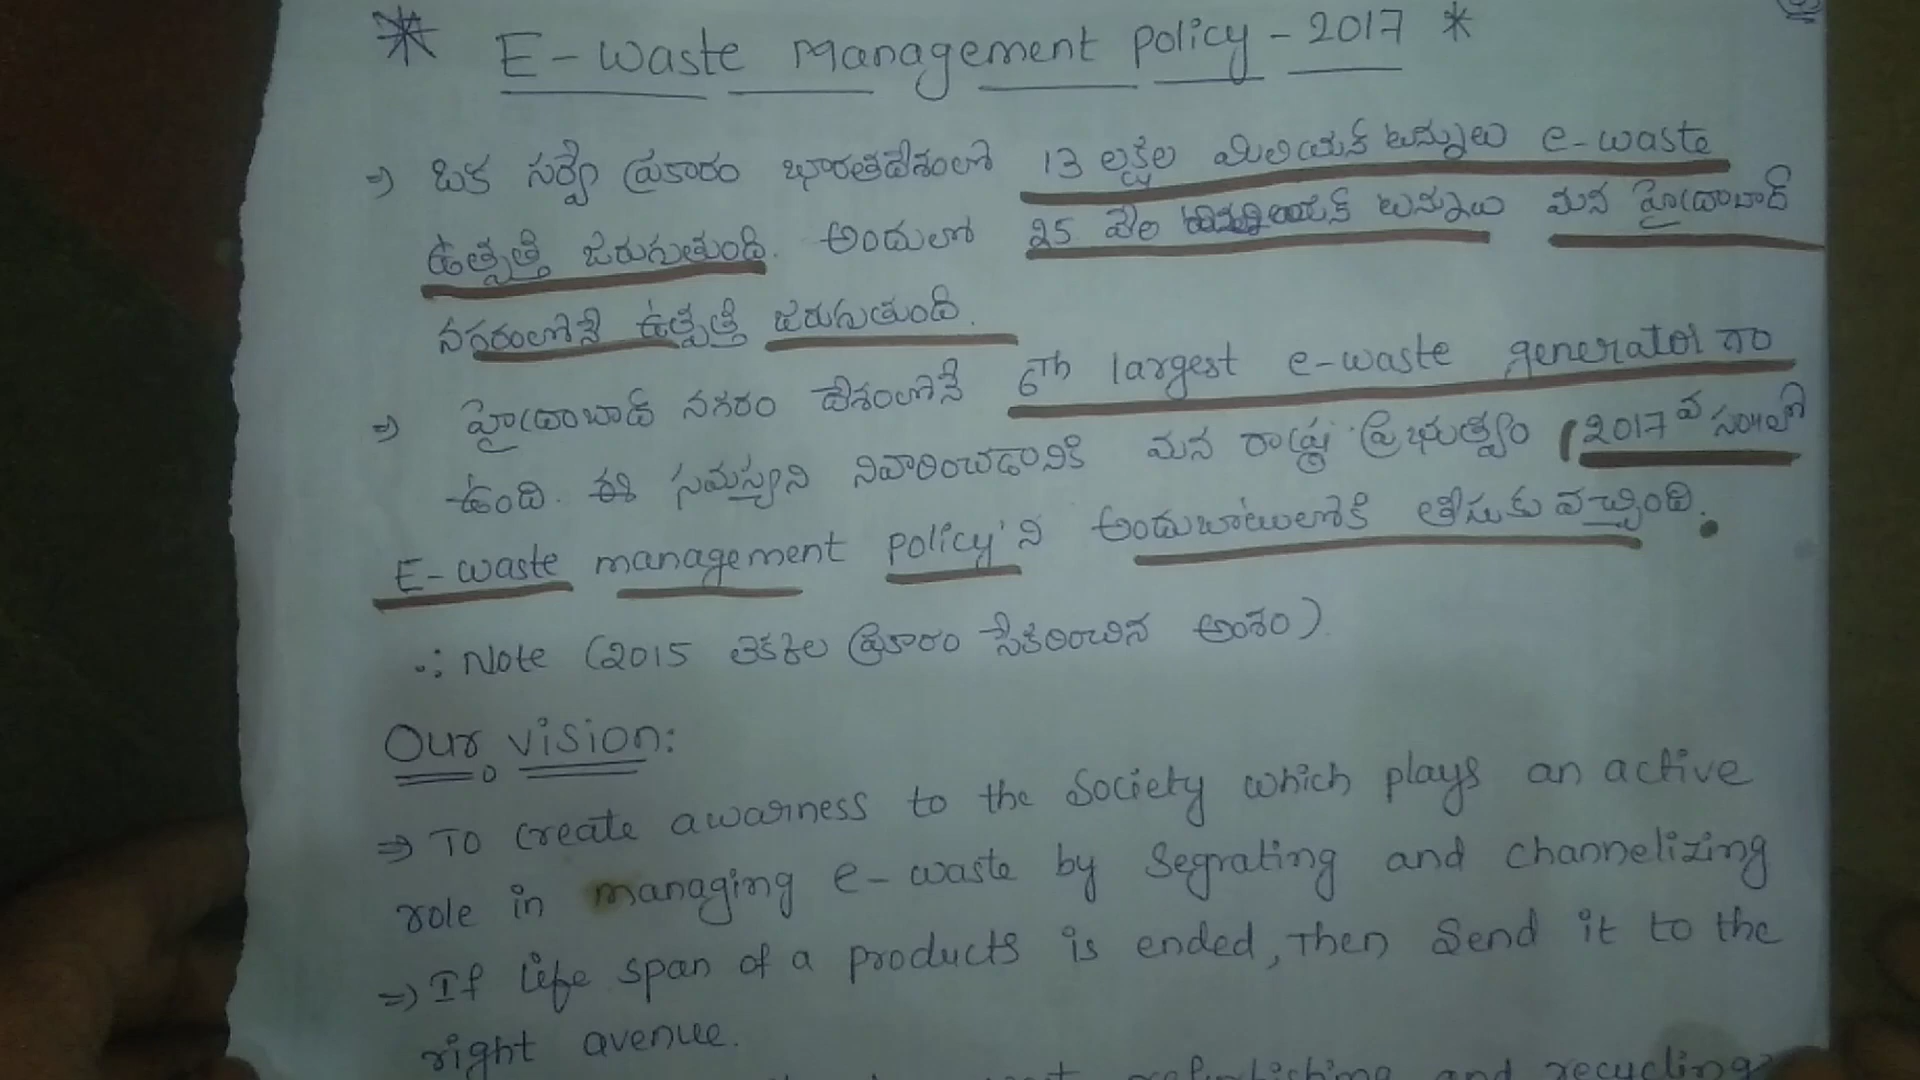 * E-waste management policy - 2017 *
⇒ ఒక సర్వే ప్రకారం భారతదేశంలో 13 లక్షల మిలియన్ టన్నులు e-waste
ఉత్పత్తి జరుగుతుంది. అందులో 25 వేల టన్నులు మన హైదరాబాద్
నగరంలోనే ఉత్పత్తి జరుగుతుంది.
⇒ హైదరాబాద్ నగరం దేశంలోనే 6th largest e-waste generator గా
ఉంది. ఈ సమస్యని నివారించడానికి మన రాష్ట్ర ప్రభుత్వం (2017 వ సం॥లో
E-waste management policy'ని అందుబాటులోకి తీసుకువచ్చింది.
∴ Note (2015 లెక్కల ప్రకారం సేకరించిన అంశం)
Our vision:
⇒ To create awarness to the society which plays an active
role in managing e-waste by segrating and channelizing
⇒ If life span of a products is ended, then send it to the
right avenue.
and recycling